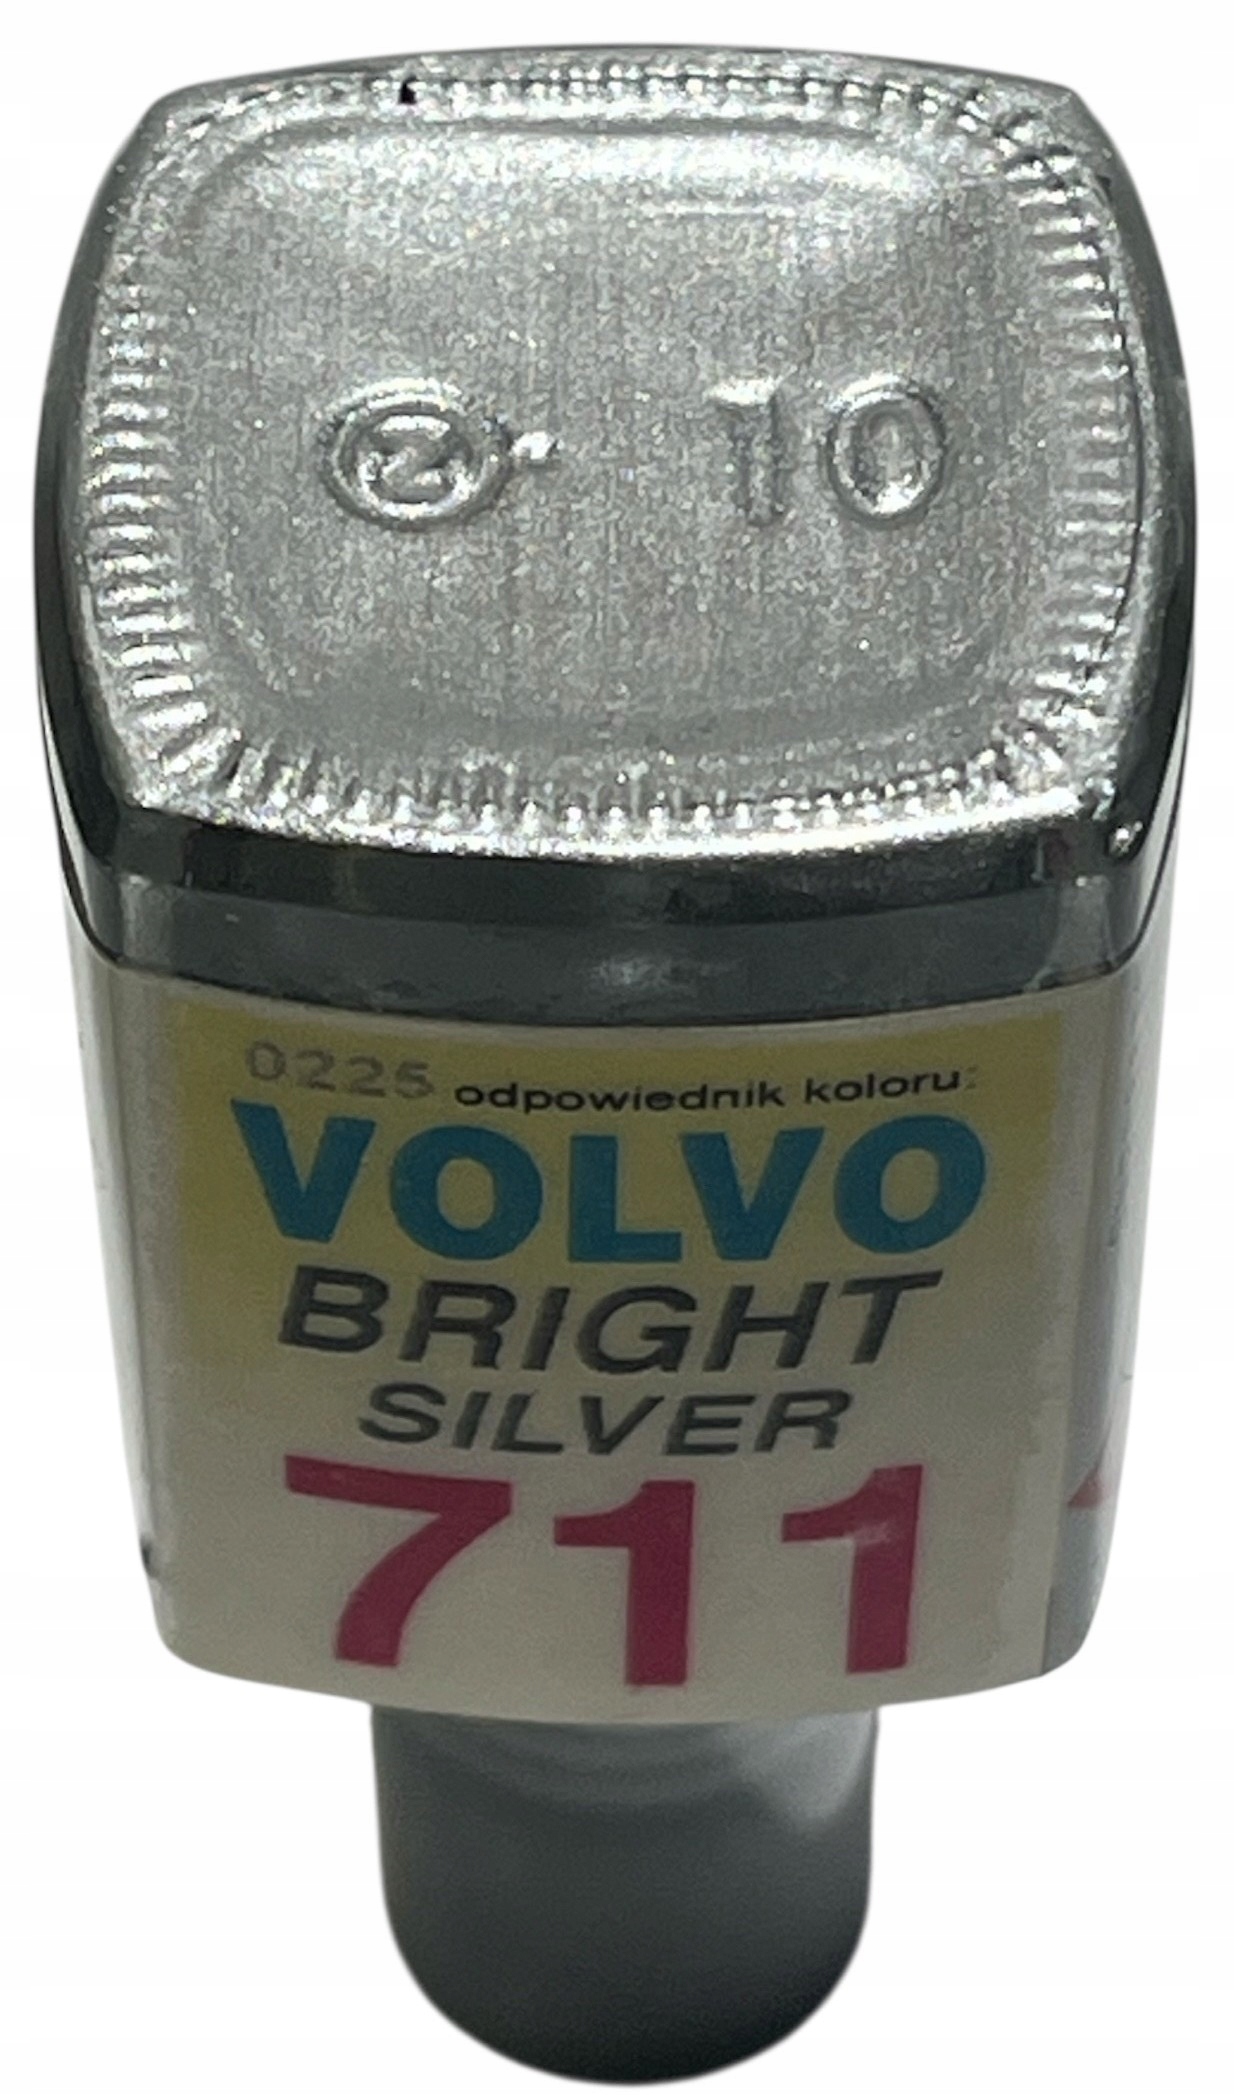 10
0225 odpowiednik koloru:
VOLVO
BRIGHT
SILVER
711